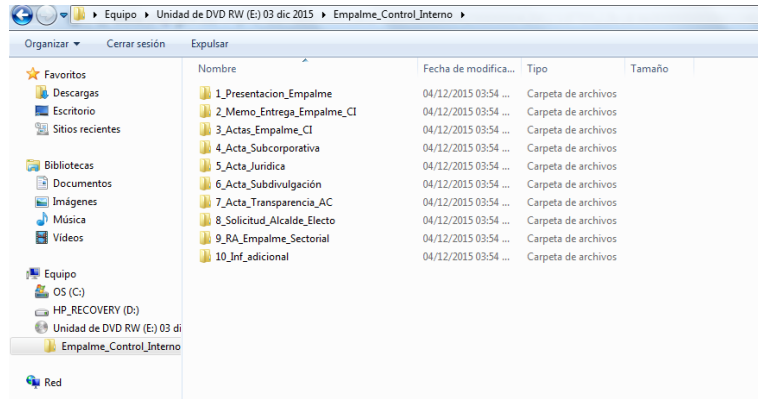 Equipo ▸ Unidad de DVD RW (E:) 03 dic 2015 ▸ Empalme_Control_Interno ▸
Organizar ▾ Cerrar sesión Expulsar
Nombre Fecha de modifica... Tipo Tamaño
Favoritos
Descargas
Escritorio
Sitios recientes
Bibliotecas
Documentos
Imágenes
Música
Vídeos
Equipo
OS (C:)
HP_RECOVERY (D:)
Unidad de DVD RW (E:) 03 di
Empalme_Control_Interno
Red
1_Presentacion_Empalme 04/12/2015 03:54 ... Carpeta de archivos
2_Memo_Entrega_Empalme_CI 04/12/2015 03:54 ... Carpeta de archivos
3_Actas_Empalme_CI 04/12/2015 03:54 ... Carpeta de archivos
4_Acta_Subcorporativa 04/12/2015 03:54 ... Carpeta de archivos
5_Acta_Juridica 04/12/2015 03:54 ... Carpeta de archivos
6_Acta_Subdivulgación 04/12/2015 03:54 ... Carpeta de archivos
7_Acta_Transparencia_AC 04/12/2015 03:54 ... Carpeta de archivos
8_Solicitud_Alcalde_Electo 04/12/2015 03:54 ... Carpeta de archivos
9_RA_Empalme_Sectorial 04/12/2015 03:54 ... Carpeta de archivos
10_Inf_adicional 04/12/2015 03:54 ... Carpeta de archivos